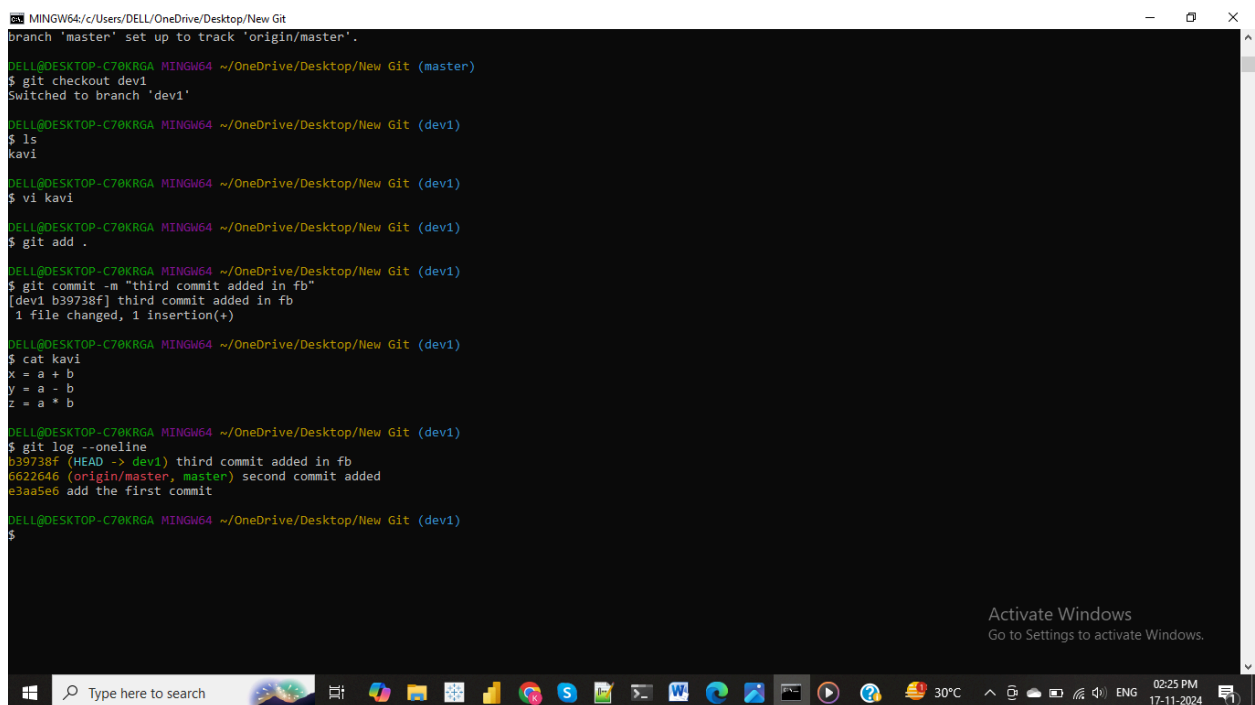 MINGW64:/c/Users/DELL/OneDrive/Desktop/New Git
branch 'master' set up to track 'origin/master'.
DELL@DESKTOP-C70KRGA MINGW64 ~/OneDrive/Desktop/New Git (master)
$ git checkout dev1
Switched to branch 'dev1'
DELL@DESKTOP-C70KRGA MINGW64 ~/OneDrive/Desktop/New Git (dev1)
$ ls
kavi
DELL@DESKTOP-C70KRGA MINGW64 ~/OneDrive/Desktop/New Git (dev1)
$ vi kavi
DELL@DESKTOP-C70KRGA MINGW64 ~/OneDrive/Desktop/New Git (dev1)
$ git add .
DELL@DESKTOP-C70KRGA MINGW64 ~/OneDrive/Desktop/New Git (dev1)
$ git commit -m "third commit added in fb"
[dev1 b39738f] third commit added in fb
1 file changed, 1 insertion(+)
DELL@DESKTOP-C70KRGA MINGW64 ~/OneDrive/Desktop/New Git (dev1)
$ cat kavi
x = a + b
y = a - b
z = a * b
DELL@DESKTOP-C70KRGA MINGW64 ~/OneDrive/Desktop/New Git (dev1)
$ git log --oneline
b39738f (HEAD -> dev1) third commit added in fb
6622646 (origin/master, master) second commit added
e3aa5e6 add the first commit
DELL@DESKTOP-C70KRGA MINGW64 ~/OneDrive/Desktop/New Git (dev1)
$
Activate Windows
Go to Settings to activate Windows.
Type here to search
30°C
ENG
02:25 PM
17-11-2024